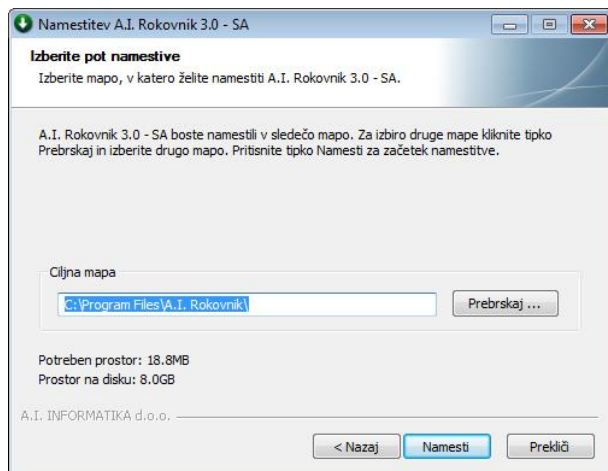 Namestitev A.I. Rokovnik 3.0 - SA
Izberite pot namestive
Izberite mapo, v katero želite namestiti A.I. Rokovnik 3.0 - SA.
A.I. Rokovnik 3.0 - SA boste namestili v sledečo mapo. Za izbiro druge mape kliknite tipko
Prebrskaj in izberite drugo mapo. Pritisnite tipko Namesti za začetek namestitve.
Ciljna mapa
C:\Program Files\A.I. Rokovnik\
Prebrskaj ...
Potreben prostor: 18.8MB
Prostor na disku: 8.0GB
A.I. INFORMATIKA d.o.o.
< Nazaj
Namesti
Prekliči